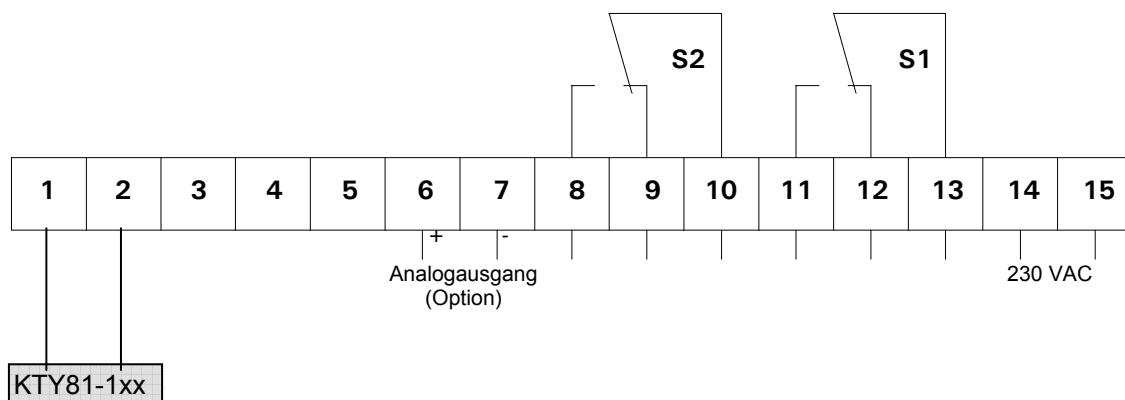 S2 S1
1 2 3 4 5 6 7 8 9 10 11 12 13 14 15
+ -
Analogausgang
(Option)
230 VAC
KTY81-1xx